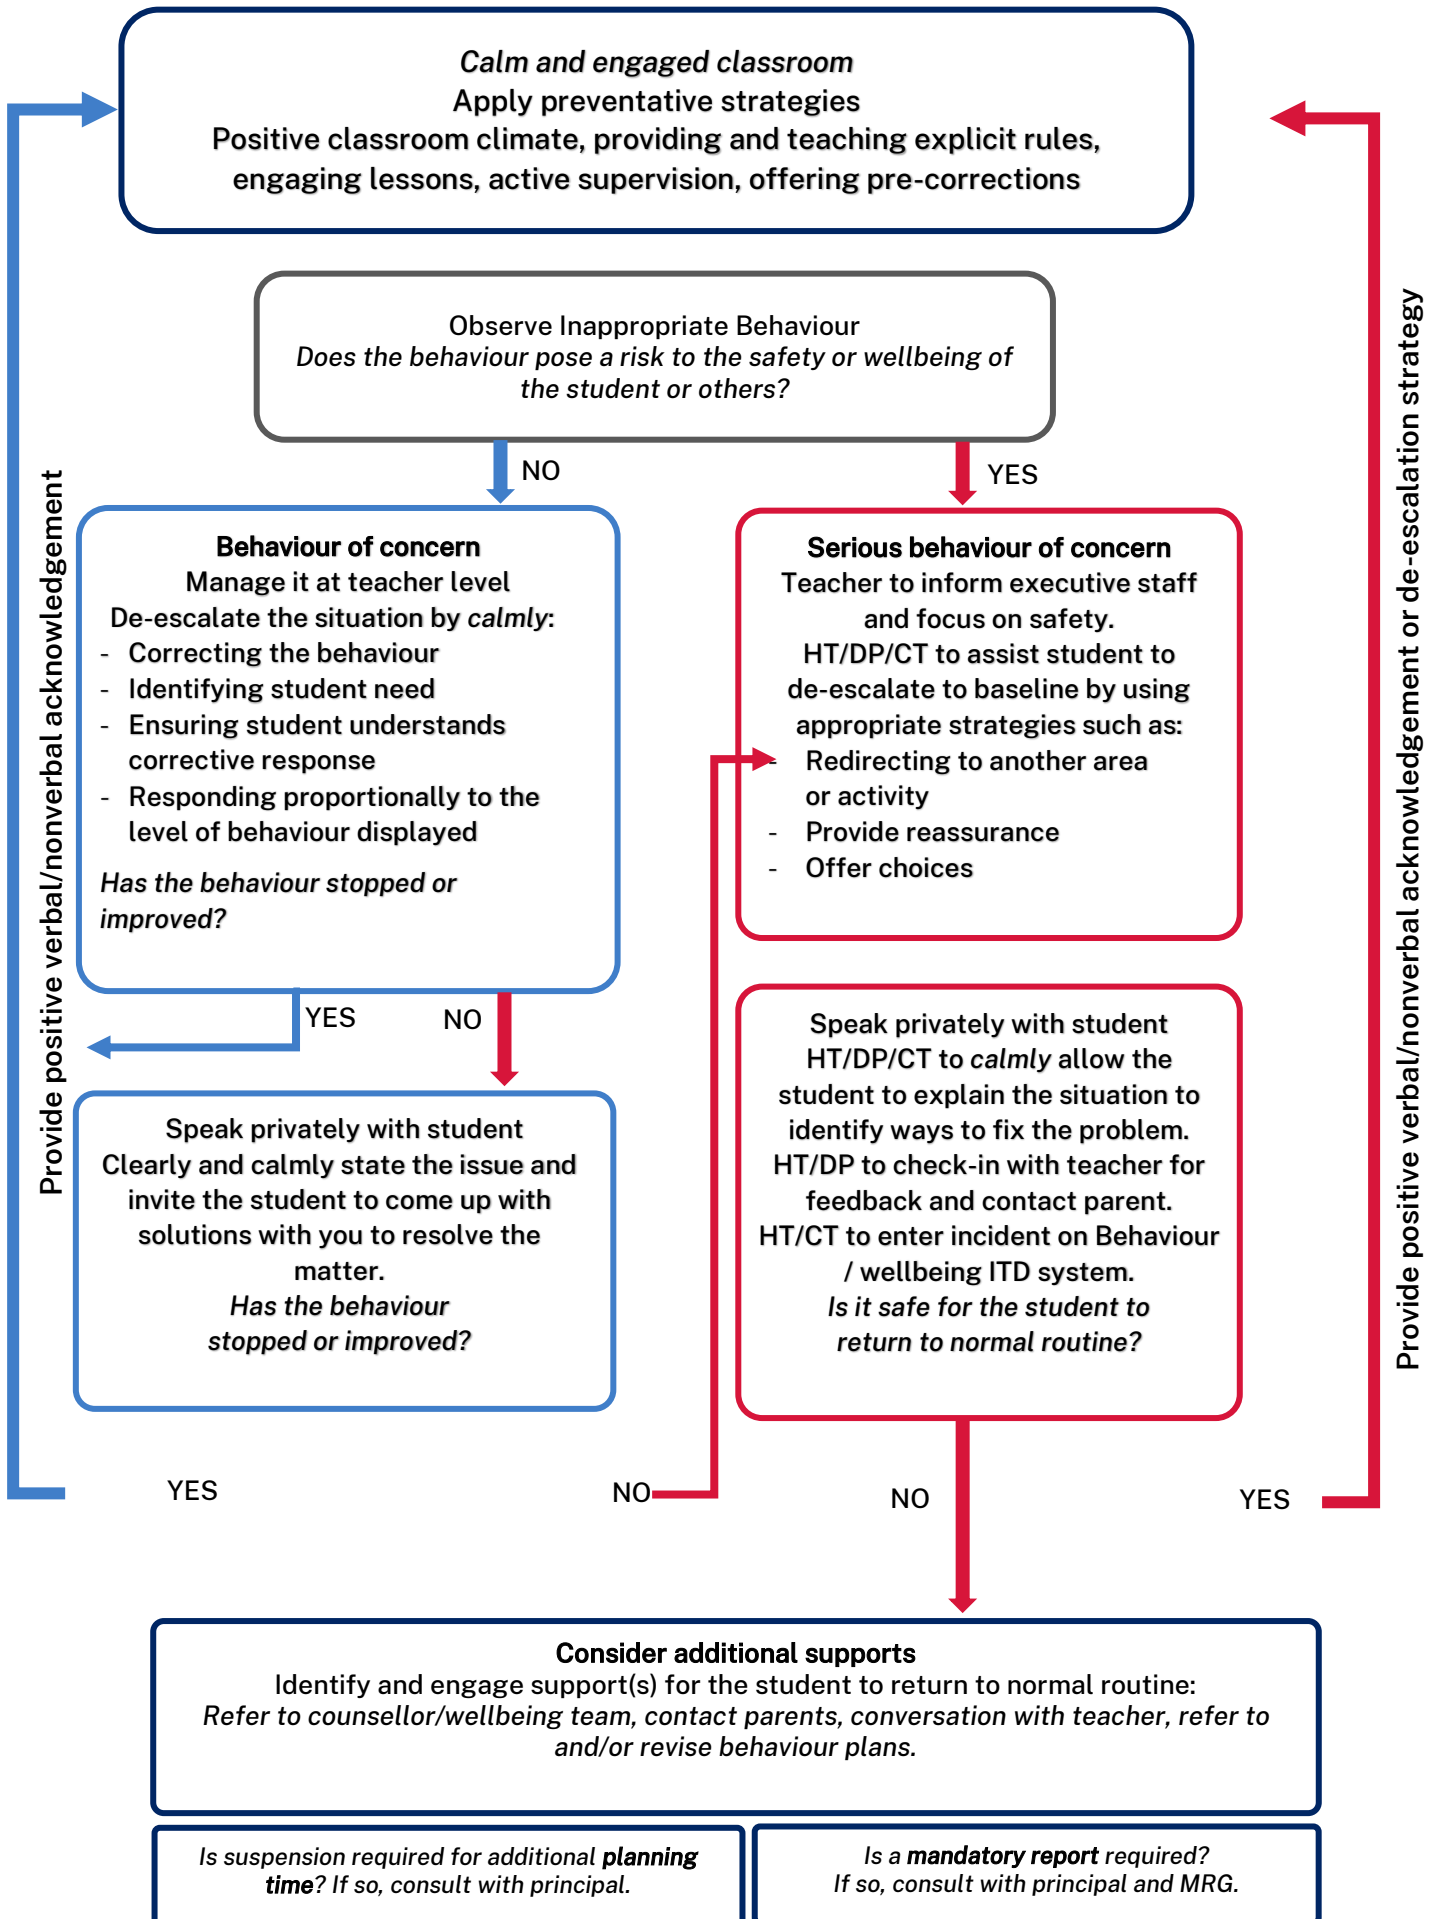 Calm and engaged classroom
Apply preventative strategies
Positive classroom climate, providing and teaching explicit rules,
engaging lessons, active supervision, offering pre-corrections
Observe Inappropriate Behaviour
Does the behaviour pose a risk to the safety or wellbeing of
the student or others?
NO
YES
Provide positive verbal/nonverbal acknowledgement
Behaviour of concern
Manage it at teacher level
De-escalate the situation by calmly:
- Correcting the behaviour
- Identifying student need
- Ensuring student understands
corrective response
- Responding proportionally to the
level of behaviour displayed
Has the behaviour stopped or
improved?
YES
NO
Speak privately with student
Clearly and calmly state the issue and
invite the student to come up with
solutions with you to resolve the
matter.
Has the behaviour
stopped or improved?
YES
NO
Serious behaviour of concern
Teacher to inform executive staff
and focus on safety.
HT/DP/CT to assist student to
de-escalate to baseline by using
appropriate strategies such as:
- Redirecting to another area
or activity
- Provide reassurance
- Offer choices
Speak privately with student
HT/DP/CT to calmly allow the
student to explain the situation to
identify ways to fix the problem.
HT/DP to check-in with teacher for
feedback and contact parent.
HT/CT to enter incident on Behaviour
/ wellbeing ITD system.
Is it safe for the student to
return to normal routine?
NO
YES
Provide positive verbal/nonverbal acknowledgement or de-escalation strategy
Consider additional supports
Identify and engage support(s) for the student to return to normal routine:
Refer to counsellor/wellbeing team, contact parents, conversation with teacher, refer to
and/or revise behaviour plans.
Is suspension required for additional planning
time? If so, consult with principal.
Is a mandatory report required?
If so, consult with principal and MRG.